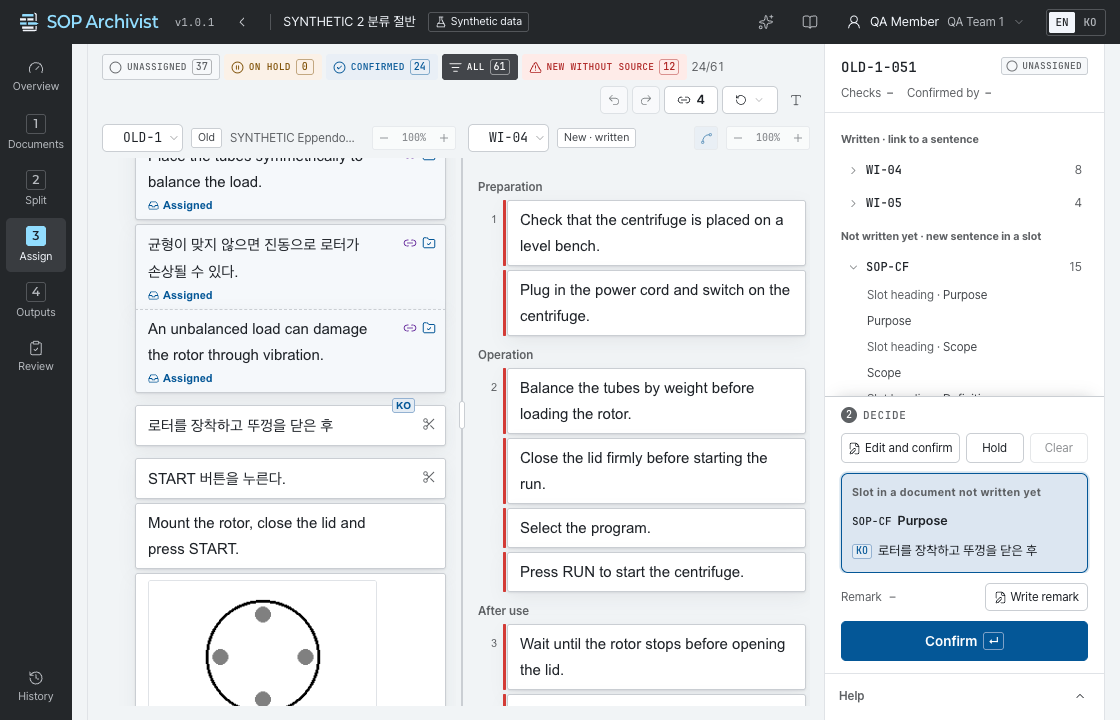 SOP Archivist v1.0.1 SYNTHETIC 2 분류 절반 Synthetic data QA Member QA Team 1 EN KO
Overview
1
Documents
2
Split
3
Assign
4
Outputs
Review
History
UNASSIGNED 37 ON HOLD 0 CONFIRMED 24 ALL 61 NEW WITHOUT SOURCE 12 24/61
4
OLD-1 Old SYNTHETIC Eppendo... 100%
Place the tubes symmetrically to
balance the load.
Assigned
균형이 맞지 않으면 진동으로 로터가
손상될 수 있다.
Assigned
An unbalanced load can damage
the rotor through vibration.
Assigned
KO
로터를 장착하고 뚜껑을 닫은 후
START 버튼을 누른다.
Mount the rotor, close the lid and
press START.
WI-04 New · written 100%
Preparation
1 Check that the centrifuge is placed on a
level bench.
Plug in the power cord and switch on the
centrifuge.
Operation
2 Balance the tubes by weight before
loading the rotor.
Close the lid firmly before starting the
run.
Select the program.
Press RUN to start the centrifuge.
After use
3 Wait until the rotor stops before opening
the lid.
OLD-1-051 UNASSIGNED
Checks – Confirmed by –
Written · link to a sentence
WI-04 8
WI-05 4
Not written yet · new sentence in a slot
SOP-CF 15
Slot heading · Purpose
Purpose
Slot heading · Scope
Scope
2 DECIDE
Edit and confirm Hold Clear
Slot in a document not written yet
SOP-CF Purpose
KO 로터를 장착하고 뚜껑을 닫은 후
Remark – Write remark
Confirm
Help